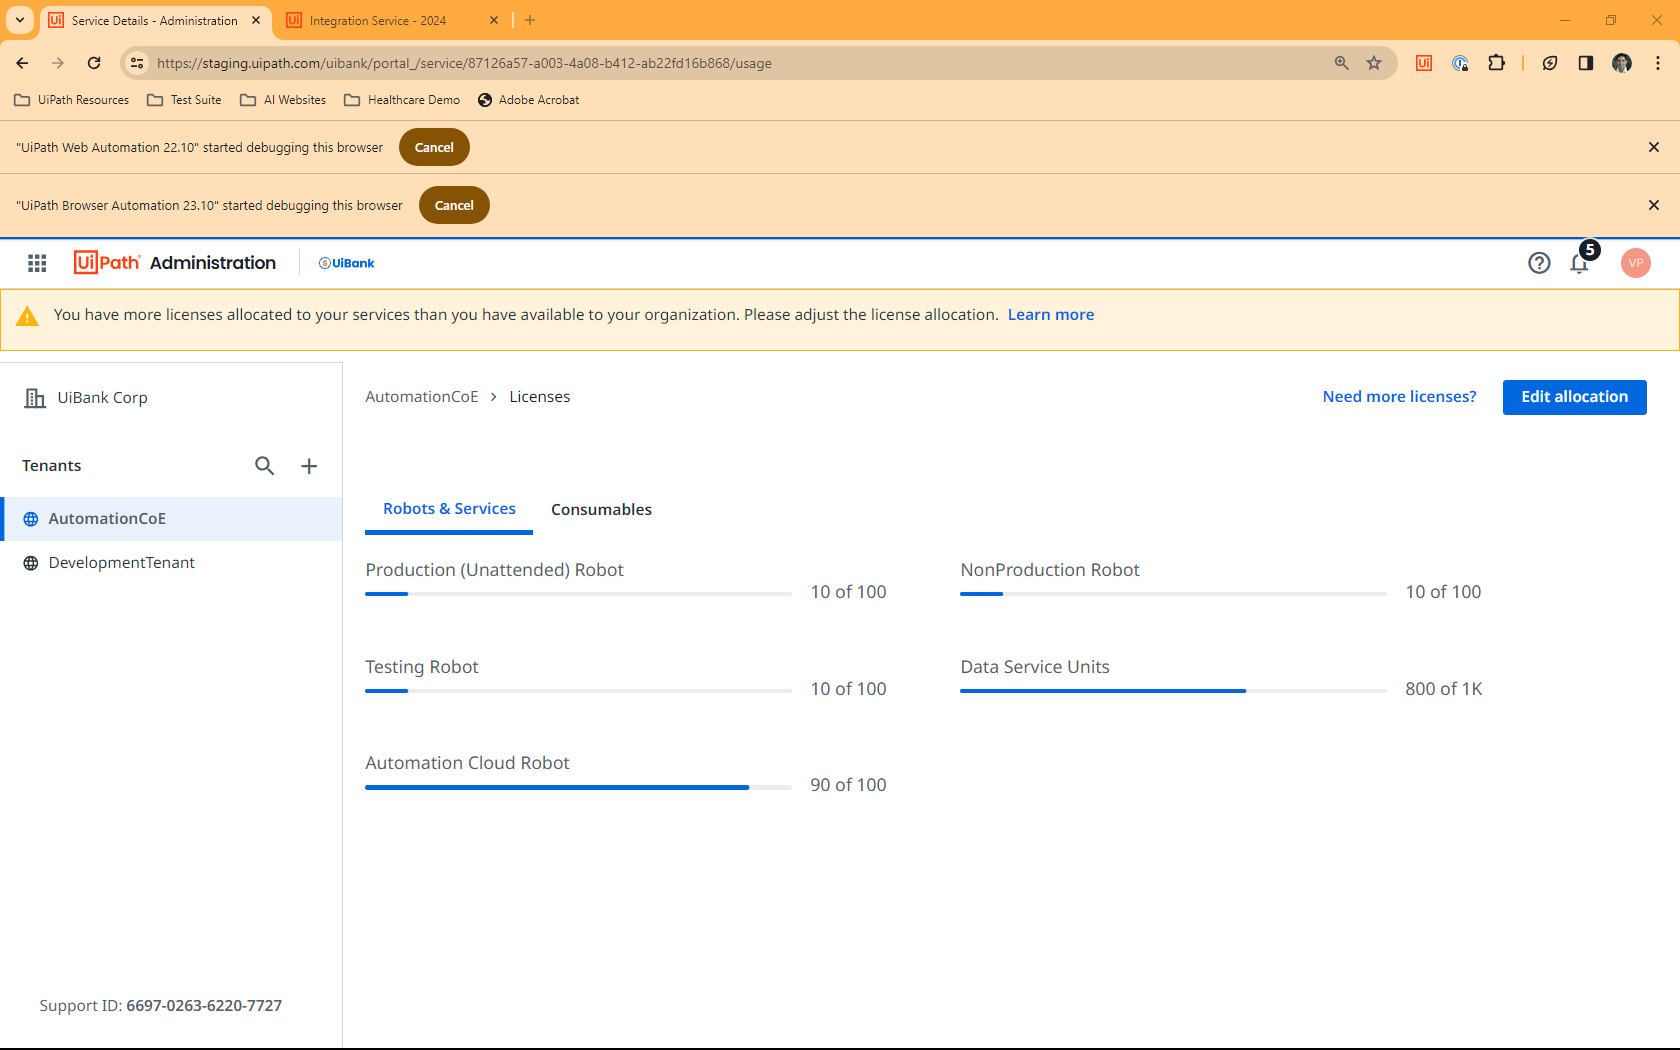 Service Details - Administration
Integration Service - 2024
https://staging.uipath.com/uibank/portal_/service/87126a57-a003-4a08-b412-ab22fd16b868/usage
UiPath Resources
Test Suite
AI Websites
Healthcare Demo
Adobe Acrobat
"UiPath Web Automation 22.10" started debugging this browser
Cancel
"UiPath Browser Automation 23.10" started debugging this browser
Cancel
UiPath Administration
UiBank
5
VP
You have more licenses allocated to your services than you have available to your organization. Please adjust the license allocation. Learn more
UiBank Corp
AutomationCoE > Licenses
Need more licenses?
Edit allocation
Tenants
AutomationCoE
DevelopmentTenant
Robots & Services
Consumables
Production (Unattended) Robot
10 of 100
NonProduction Robot
10 of 100
Testing Robot
10 of 100
Data Service Units
800 of 1K
Automation Cloud Robot
90 of 100
Support ID: 6697-0263-6220-7727